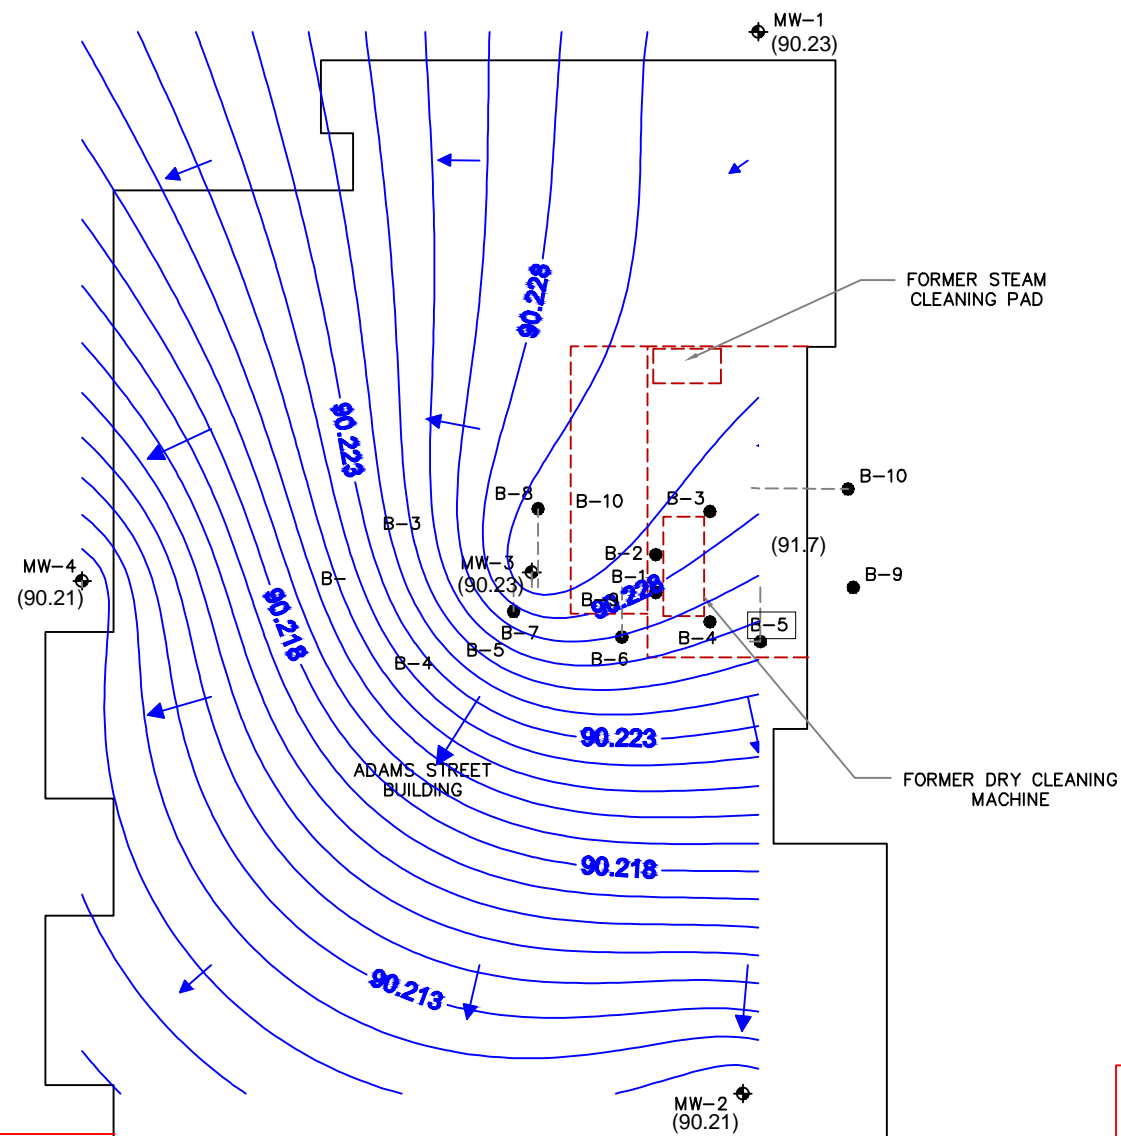 MW-1
(90.23)
FORMER STEAM
CLEANING PAD
90.228
90.223
B-8
B-10
B-3
B-10
B-3
(91.7)
B-2
MW-4
(90.21)
MW-3
(90.23)
B-
B-1
B-9
B-9
90.228
90.218
B-7
B-5
B-4
B-5
B-6
B-4
90.223
ADAMS STREET
BUILDING
FORMER DRY CLEANING
MACHINE
90.218
90.213
MW-2
(90.21)